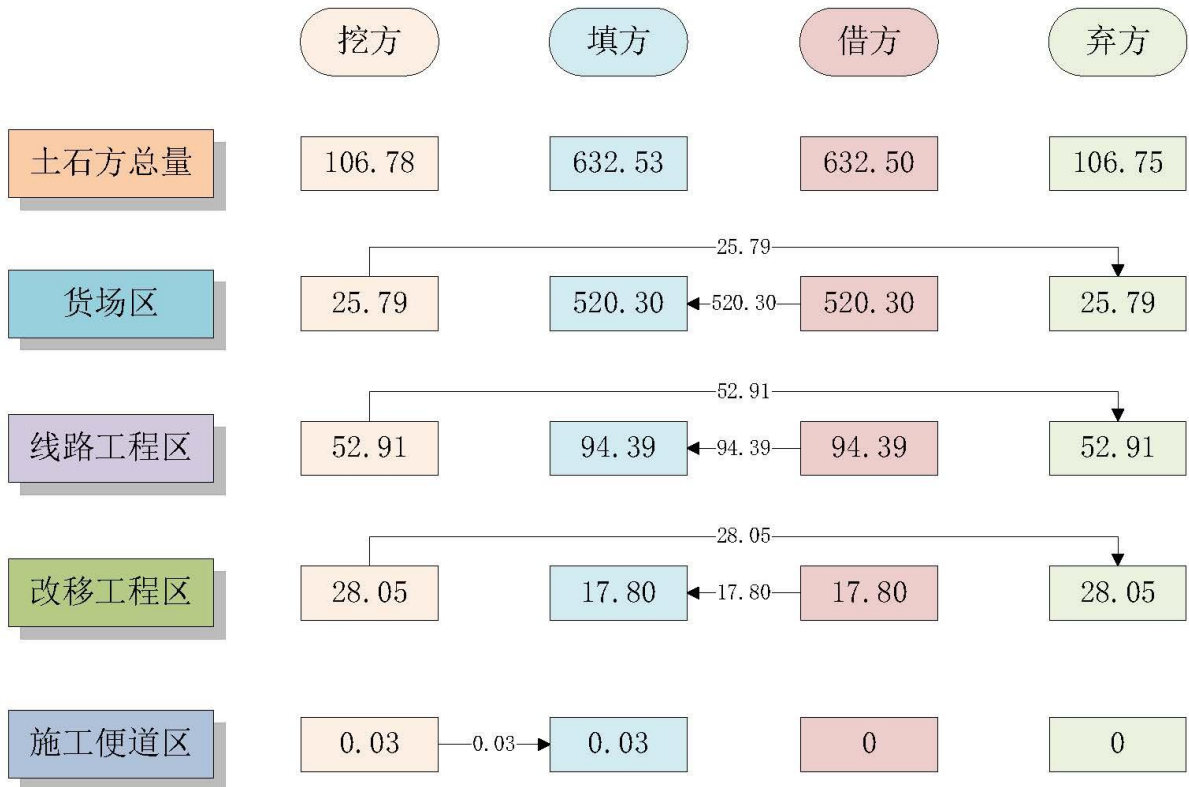 挖方 填方 借方 弃方
土石方总量 106.78 632.53 632.50 106.75
25.79
货场区 25.79 520.30 520.30 520.30 25.79
52.91
线路工程区 52.91 94.39 94.39 94.39 52.91
28.05
改移工程区 28.05 17.80 17.80 17.80 28.05
施工便道区 0.03 0.03 0.03 0 0